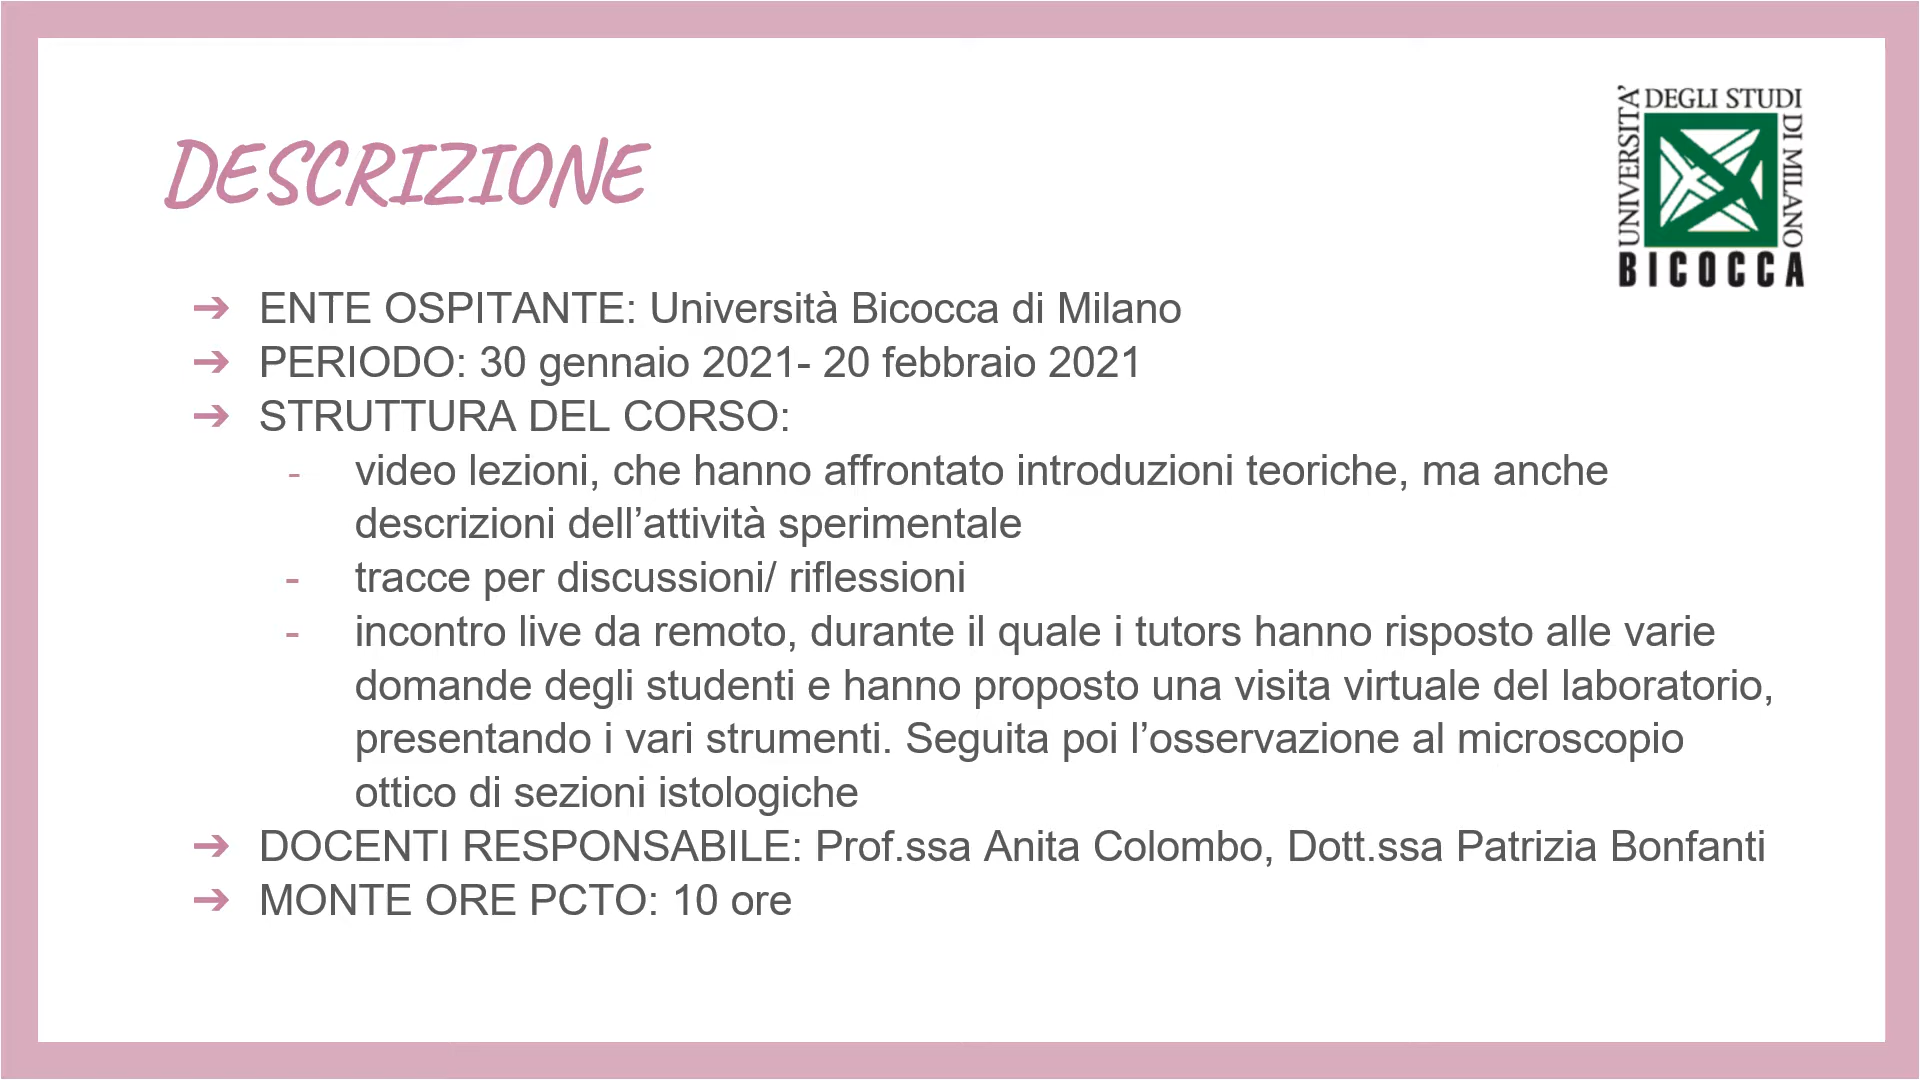 UNIVERSITA' DEGLI STUDI DI MILANO
BICOCCA
DESCRIZIONE
➔ ENTE OSPITANTE: Università Bicocca di Milano
➔ PERIODO: 30 gennaio 2021- 20 febbraio 2021
➔ STRUTTURA DEL CORSO:
- video lezioni, che hanno affrontato introduzioni teoriche, ma anche
descrizioni dell’attività sperimentale
- tracce per discussioni/ riflessioni
- incontro live da remoto, durante il quale i tutors hanno risposto alle varie
domande degli studenti e hanno proposto una visita virtuale del laboratorio,
presentando i vari strumenti. Seguita poi l’osservazione al microscopio
ottico di sezioni istologiche
➔ DOCENTI RESPONSABILE: Prof.ssa Anita Colombo, Dott.ssa Patrizia Bonfanti
➔ MONTE ORE PCTO: 10 ore